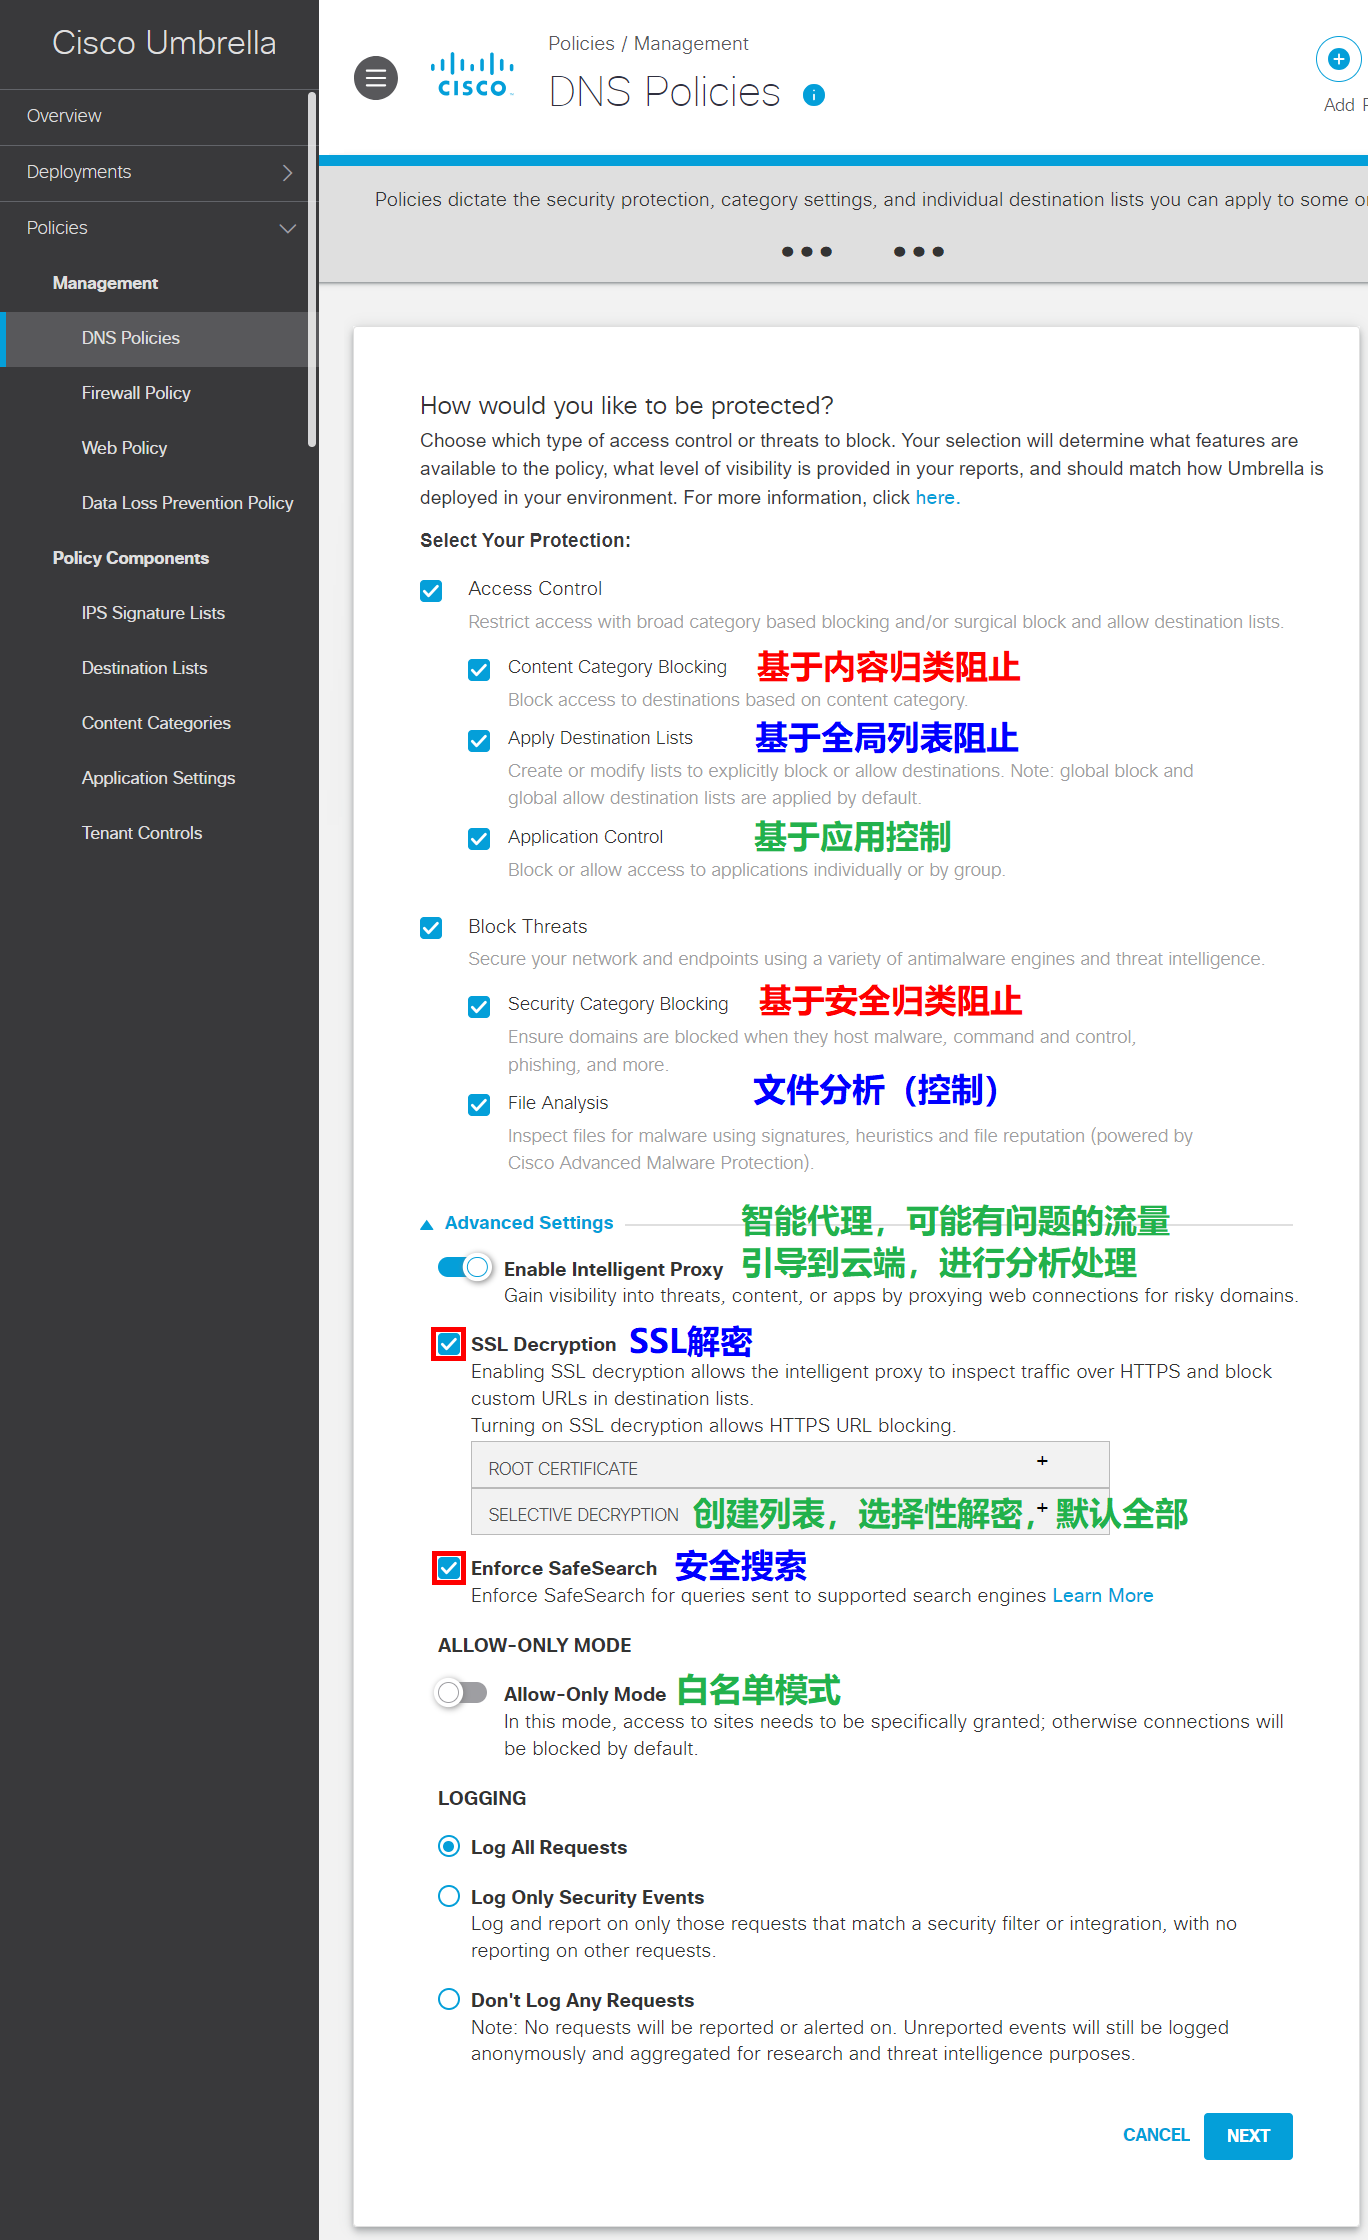 Cisco Umbrella
Overview
Deployments
Policies
Management
DNS Policies
Firewall Policy
Web Policy
Data Loss Prevention Policy
Policy Components
IPS Signature Lists
Destination Lists
Content Categories
Application Settings
Tenant Controls
CISCO
Policies / Management
DNS Policies
Add
Policies dictate the security protection, category settings, and individual destination lists you can apply to some
How would you like to be protected?
Choose which type of access control or threats to block. Your selection will determine what features are
available to the policy, what level of visibility is provided in your reports, and should match how Umbrella is
deployed in your environment. For more information, click here.
Select Your Protection:
Access Control
Restrict access with broad category based blocking and/or surgical block and allow destination lists.
Content Category Blocking 基于内容归类阻止
Block access to destinations based on content category.
Apply Destination Lists 基于全局列表阻止
Create or modify lists to explicitly block or allow destinations. Note: global block and
global allow destination lists are applied by default.
Application Control 基于应用控制
Block or allow access to applications individually or by group.
Block Threats
Secure your network and endpoints using a variety of antimalware engines and threat intelligence.
Security Category Blocking 基于安全归类阻止
Ensure domains are blocked when they host malware, command and control,
phishing, and more.
File Analysis 文件分析（控制）
Inspect files for malware using signatures, heuristics and file reputation (powered by
Cisco Advanced Malware Protection).
Advanced Settings 智能代理，可能有问题的流量
Enable Intelligent Proxy 引导到云端，进行分析处理
Gain visibility into threats, content, or apps by proxying web connections for risky domains.
SSL Decryption SSL解密
Enabling SSL decryption allows the intelligent proxy to inspect traffic over HTTPS and block
custom URLs in destination lists.
Turning on SSL decryption allows HTTPS URL blocking.
ROOT CERTIFICATE +
SELECTIVE DECRYPTION 创建列表，选择性解密，+ 默认全部
Enforce SafeSearch 安全搜索
Enforce SafeSearch for queries sent to supported search engines Learn More
ALLOW-ONLY MODE
Allow-Only Mode 白名单模式
In this mode, access to sites needs to be specifically granted; otherwise connections will
be blocked by default.
LOGGING
Log All Requests
Log Only Security Events
Log and report on only those requests that match a security filter or integration, with no
reporting on other requests.
Don't Log Any Requests
Note: No requests will be reported or alerted on. Unreported events will still be logged
anonymously and aggregated for research and threat intelligence purposes.
CANCEL NEXT